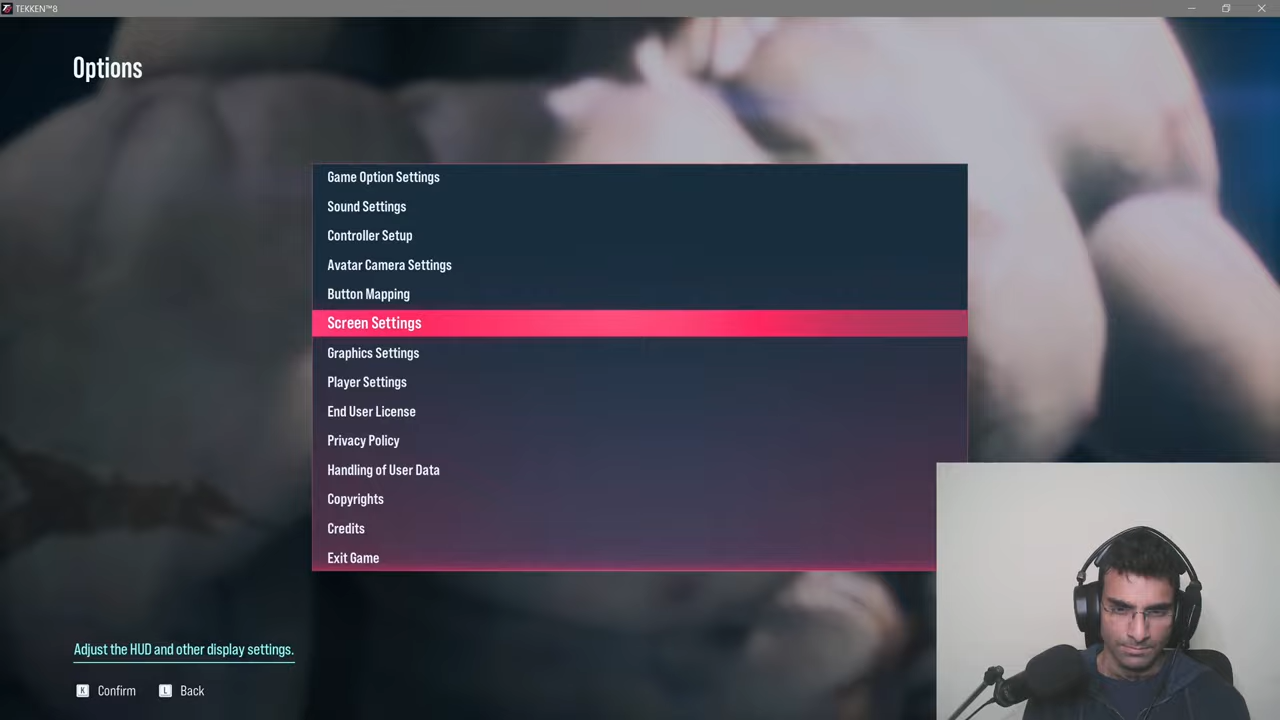 TEKKEN™8
Options
Game Option Settings
Sound Settings
Controller Setup
Avatar Camera Settings
Button Mapping
Screen Settings
Graphics Settings
Player Settings
End User License
Privacy Policy
Handling of User Data
Copyrights
Credits
Exit Game
Adjust the HUD and other display settings.
K Confirm L Back